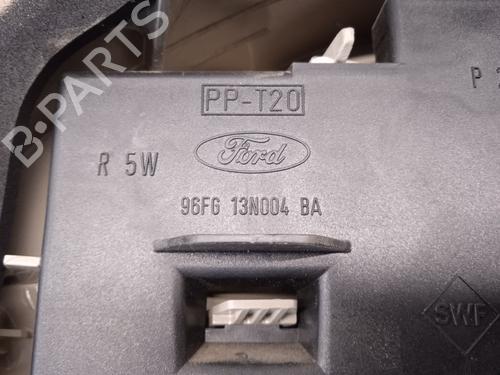 PP-T20
P
R 5W
Ford
96FG 13N004 BA
SWF
B-PARTS